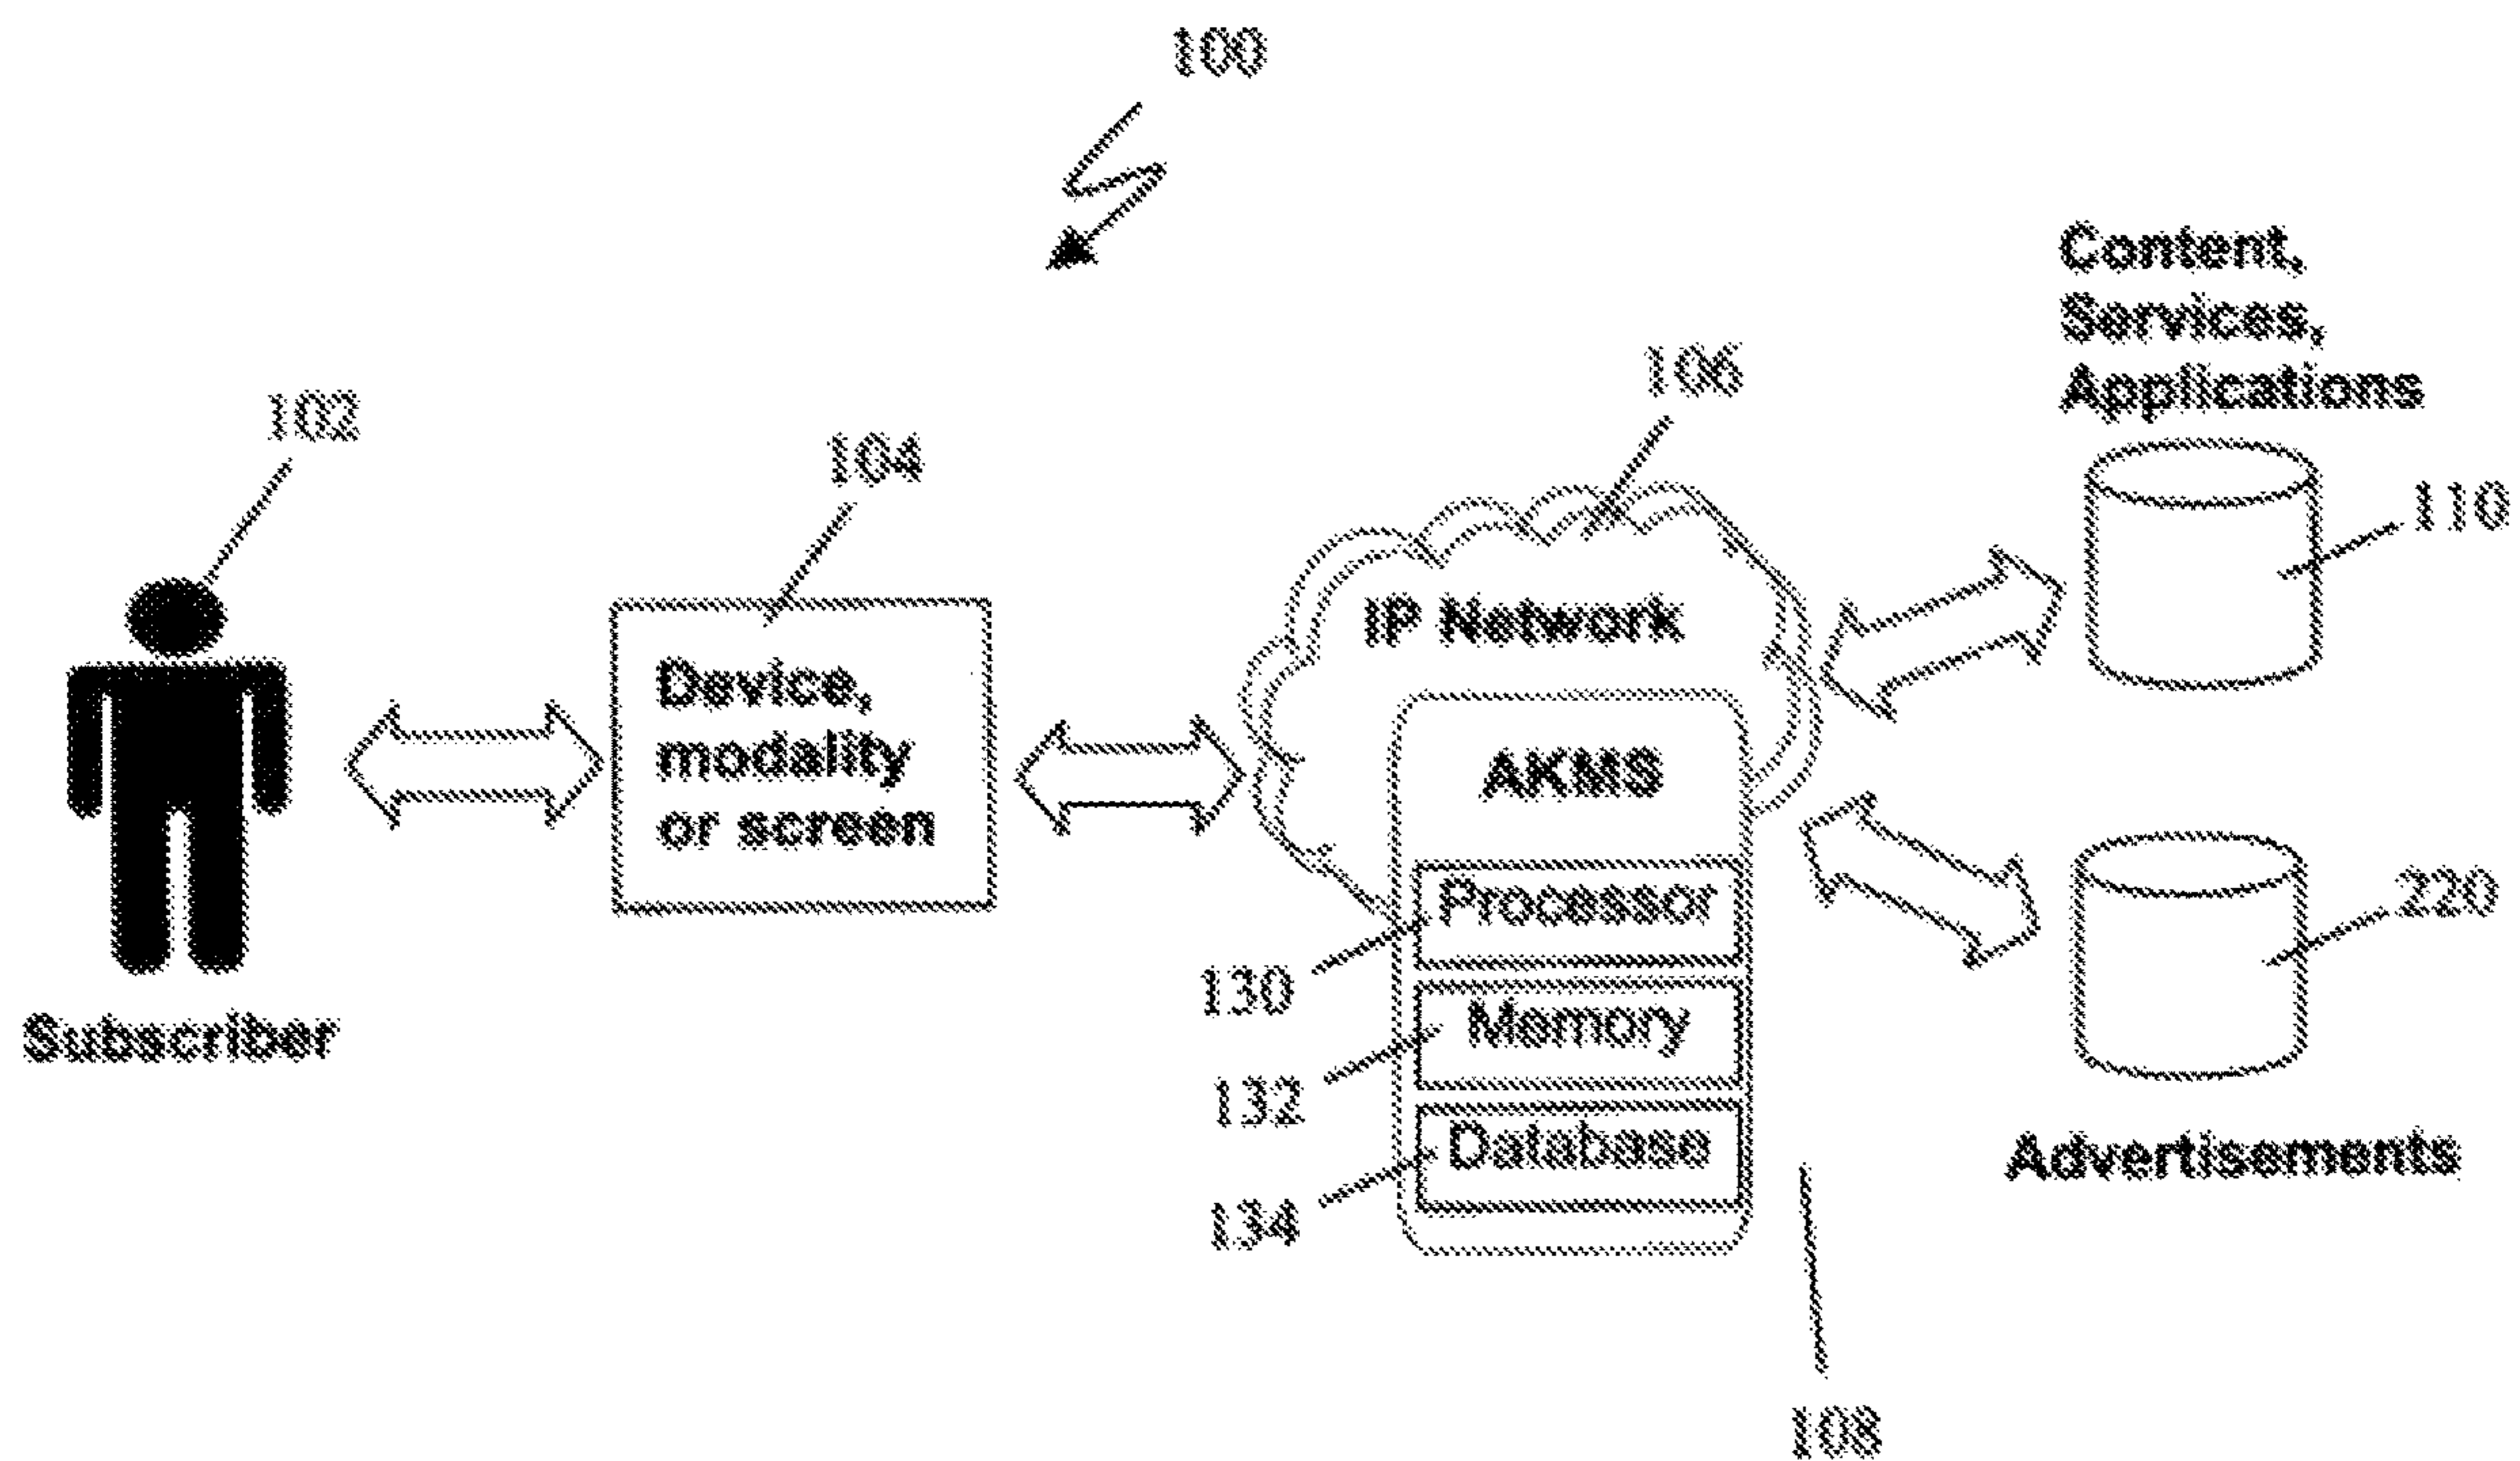 100
Content,
Services,
Applications
106
102
104
110
IP Network
Device,
modality
or screen
AKMS
Processor
220
130
Memory
Subscriber
132
Database
Advertisements
134
108